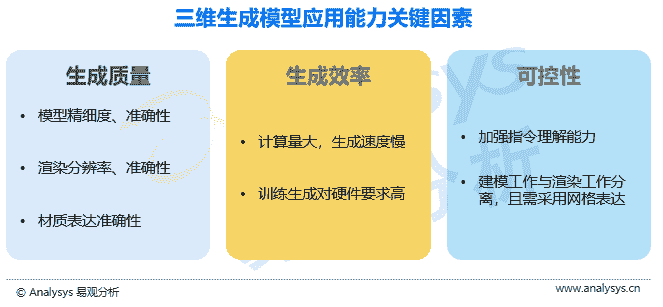 三维生成模型应用能力关键因素
生成质量
• 模型精细度、准确性
• 渲染分辨率、准确性
• 材质表达准确性
生成效率
• 计算量大，生成速度慢
• 训练生成对硬件要求高
可控性
• 加强指令理解能力
• 建模工作与渲染工作分
离，且需采用网格表达
© Analysys 易观分析
www.analysys.cn